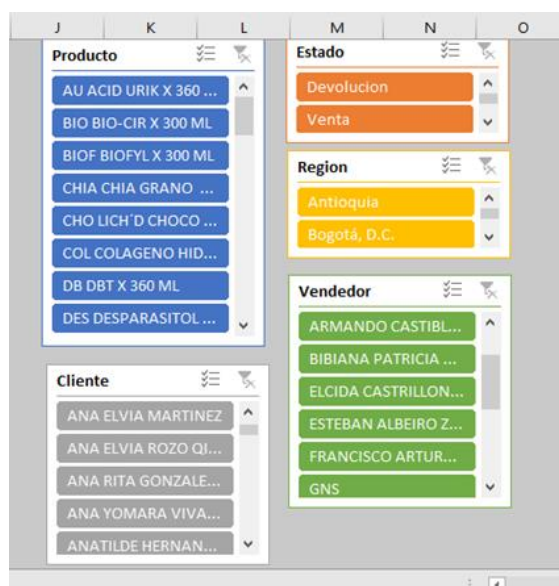 J K L M N O
Producto
AU ACID URIK X 360 ...
BIO BIO-CIR X 300 ML
BIOF BIOFYL X 300 ML
CHIA CHIA GRANO ...
CHO LICH´D CHOCO ...
COL COLAGENO HID...
DB DBT X 360 ML
DES DESPARASITOL ...
Estado
Devolucion
Venta
Region
Antioquia
Bogotá, D.C.
Vendedor
ARMANDO CASTIBL...
BIBIANA PATRICIA ...
ELCIDA CASTRILLON...
ESTEBAN ALBEIRO Z...
FRANCISCO ARTUR...
GNS
Cliente
ANA ELVIA MARTINEZ
ANA ELVIA ROZO QI...
ANA RITA GONZALE...
ANA YOMARA VIVA...
ANATILDE HERNAN...